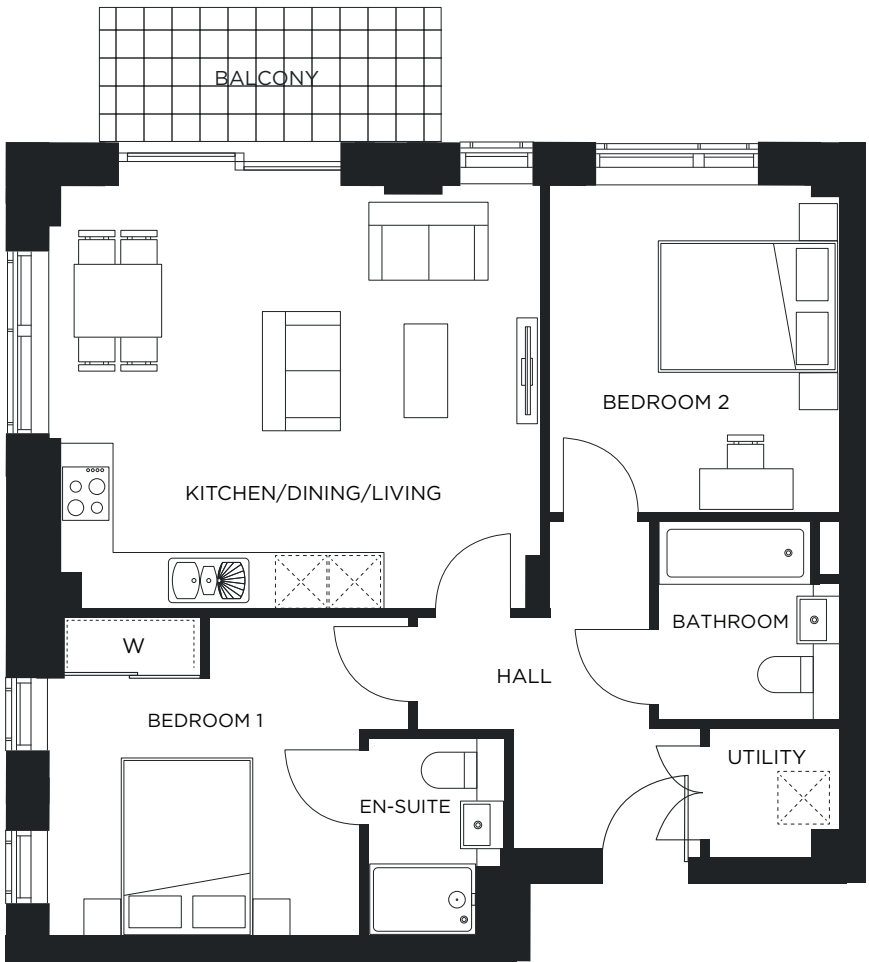 BALCONY
BEDROOM 2
KITCHEN/DINING/LIVING
BATHROOM
W
HALL
BEDROOM 1
UTILITY
EN-SUITE